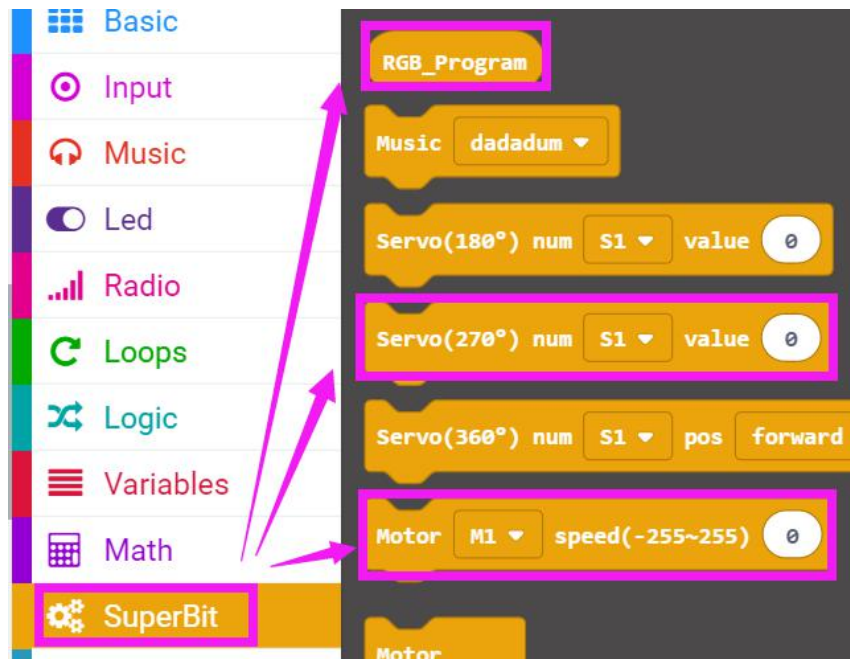 Basic
Input
Music
Led
Radio
Loops
Logic
Variables
Math
SuperBit
RGB_Program
Music dadadum
Servo(180°) num S1 value 0
Servo(270°) num S1 value 0
Servo(360°) num S1 pos forward
Motor M1 speed(-255~255) 0
Motor